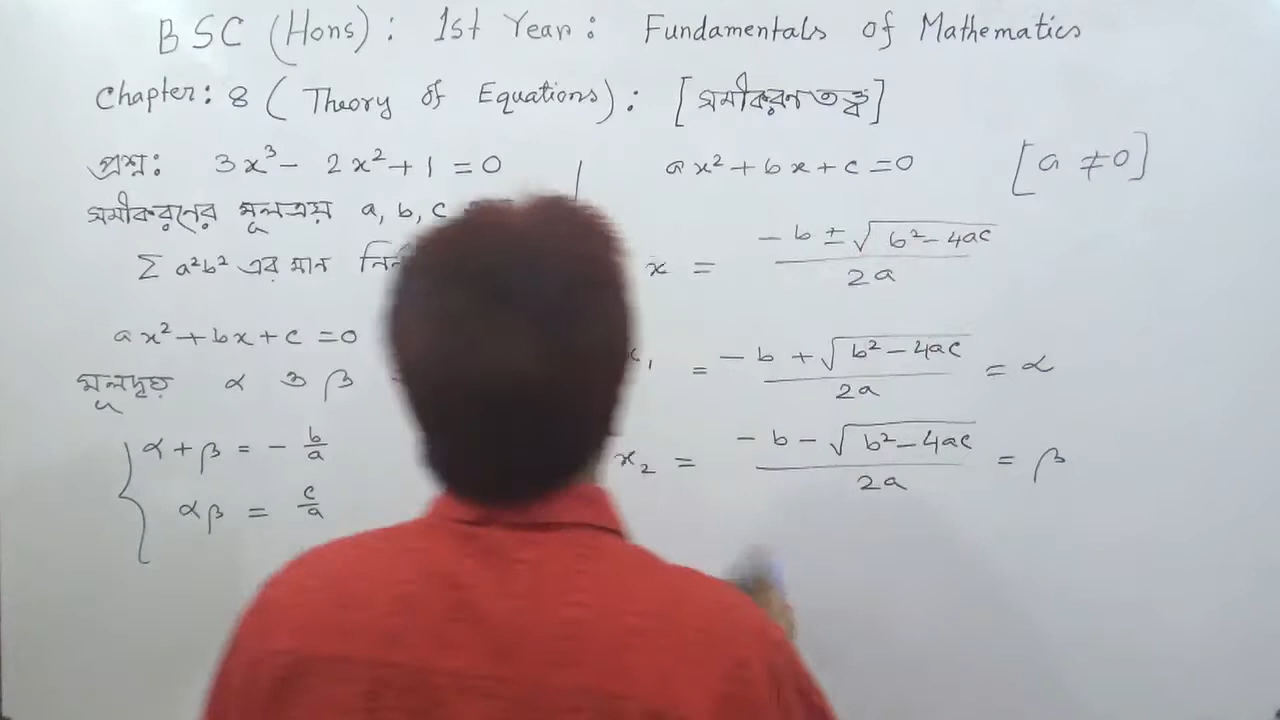 BSC (Hons): 1st Year: Fundamentals of Mathematics
Chapter: 8 (Theory of Equations): [সমীকরণ তত্ত্ব]
প্রশ্ন: 3x³ - 2x² + 1 = 0
সমীকরণের মূলত্রয় a, b, c
Σ a²b² এর মান
ax² + bx + c = 0
মূলদ্বয় α ও β
α + β = - b/a
αβ = c/a
ax² + bx + c = 0 [a ≠ 0]
x = (-b ± √(b² - 4ac))/2a
= (-b + √(b² - 4ac))/2a = α
x₂ = (-b - √(b² - 4ac))/2a = β